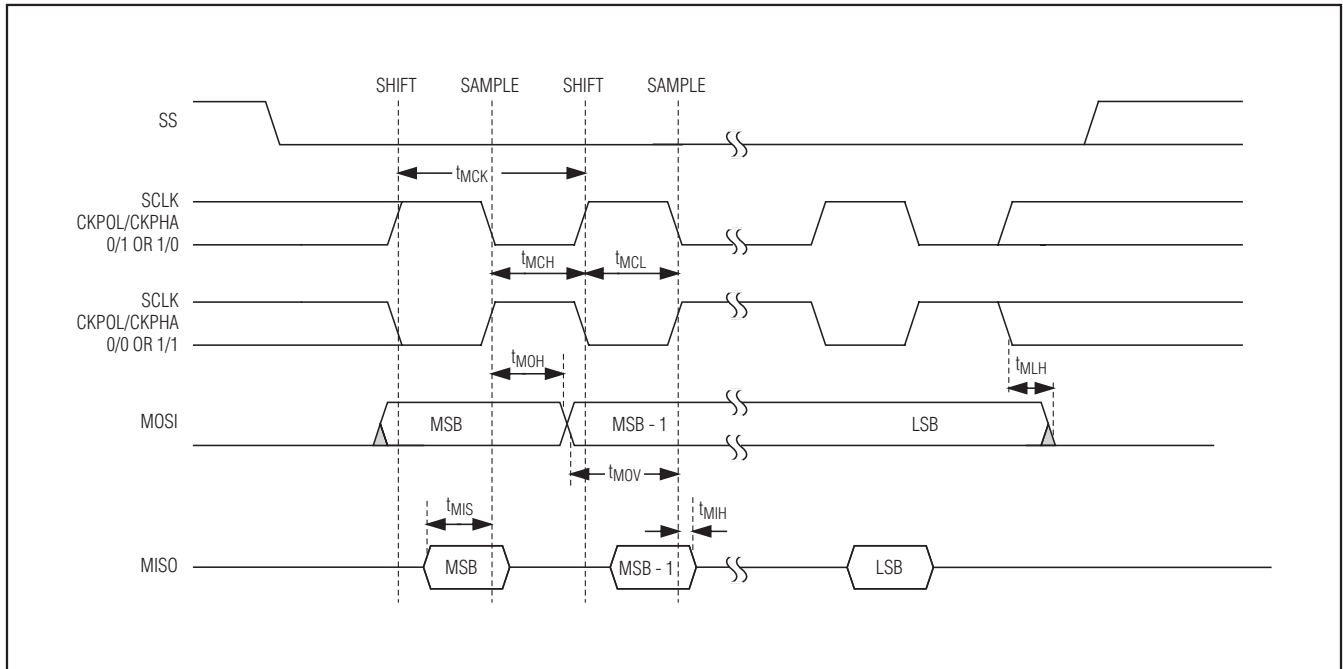 SHIFT SAMPLE SHIFT SAMPLE
SS
tMCK
SCLK
CKPOL/CKPHA
0/1 OR 1/0
tMCH tMCL
SCLK
CKPOL/CKPHA
0/0 OR 1/1
tMOH tMLH
MOSI MSB MSB - 1 LSB
tMOV
tMIS tMIH
MISO MSB MSB - 1 LSB